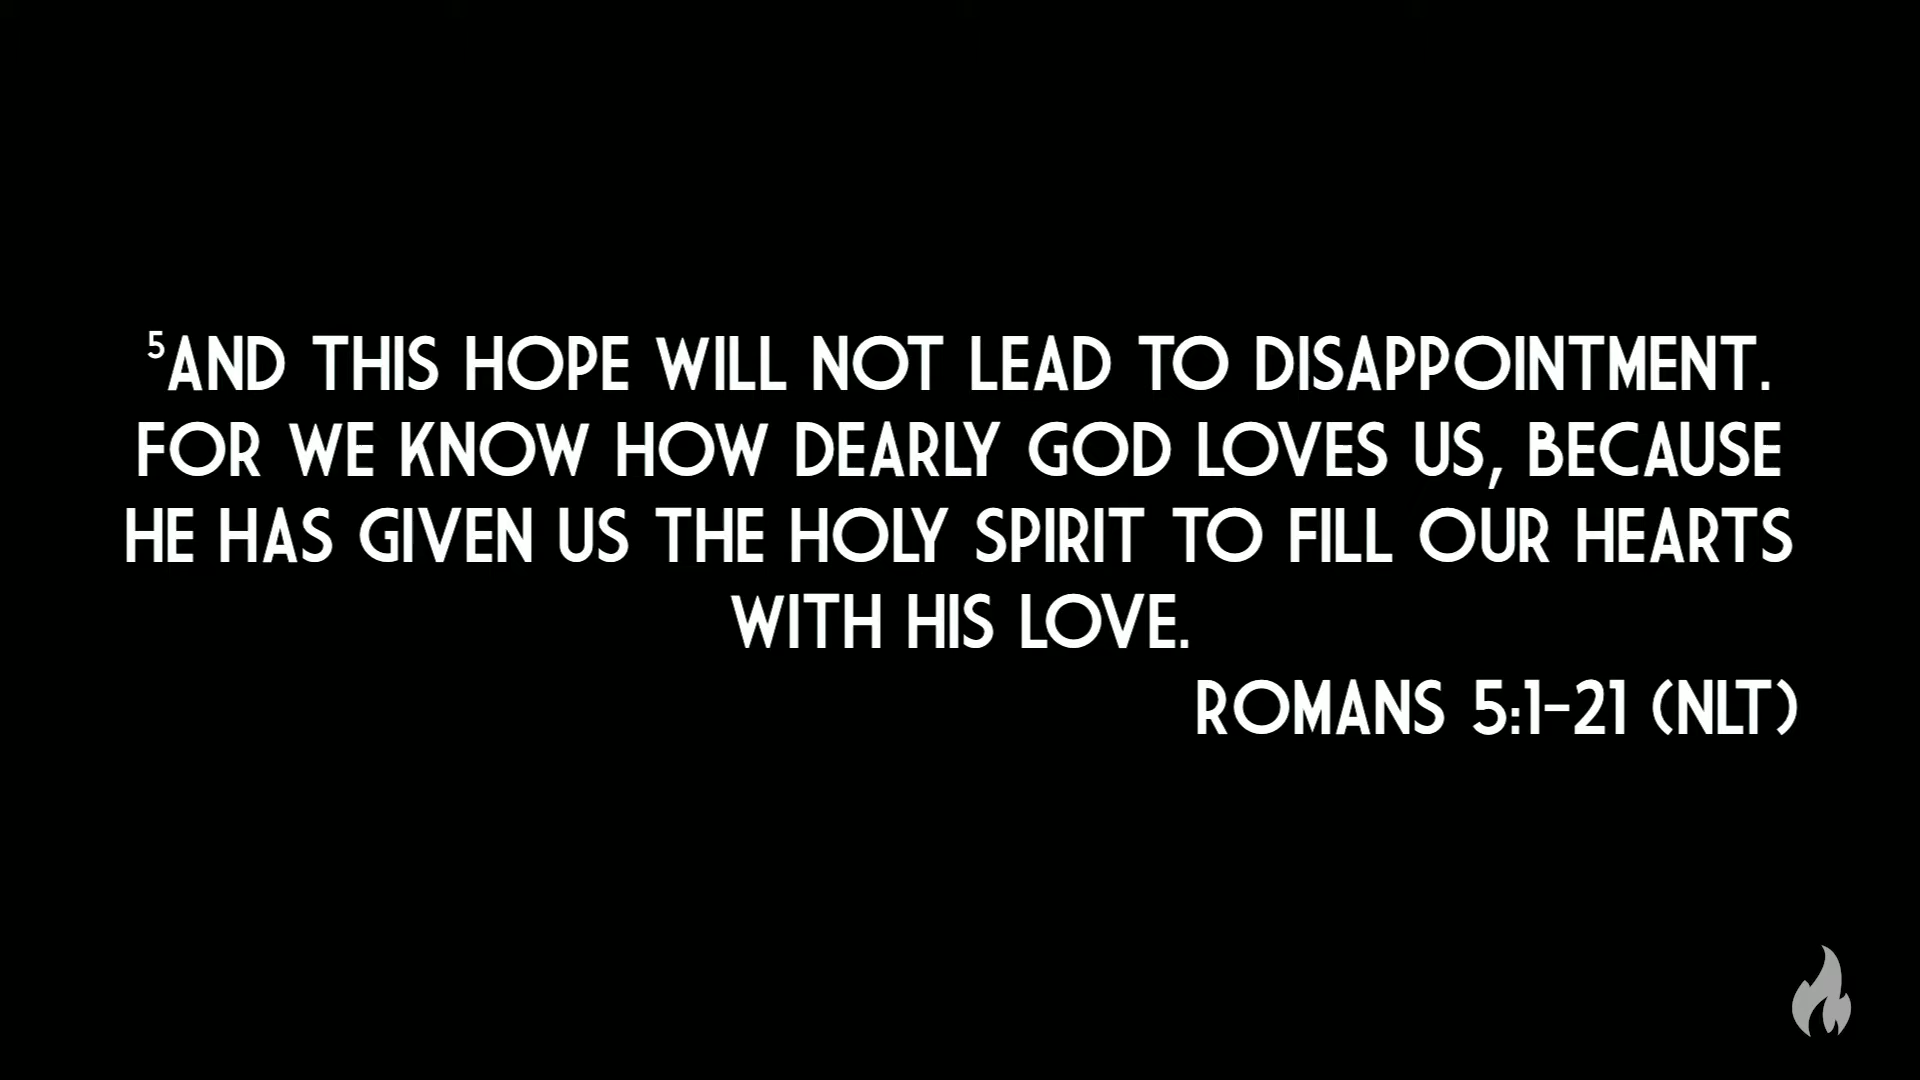 ⁵AND THIS HOPE WILL NOT LEAD TO DISAPPOINTMENT.
FOR WE KNOW HOW DEARLY GOD LOVES US, BECAUSE
HE HAS GIVEN US THE HOLY SPIRIT TO FILL OUR HEARTS
WITH HIS LOVE.
ROMANS 5:1-21 (NLT)